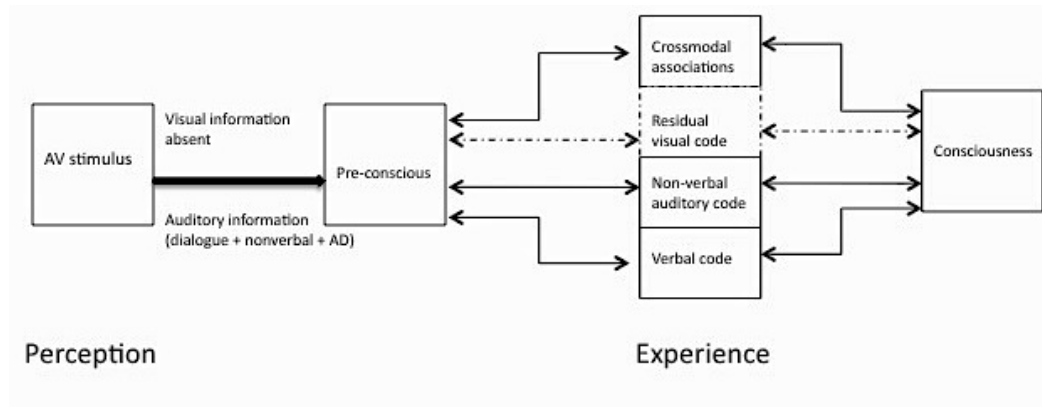 AV stimulus
Visual information
absent
Auditory information
(dialogue + nonverbal + AD)
Pre-conscious
Crossmodal
associations
Residual
visual code
Non-verbal
auditory code
Verbal code
Consciousness
Perception
Experience